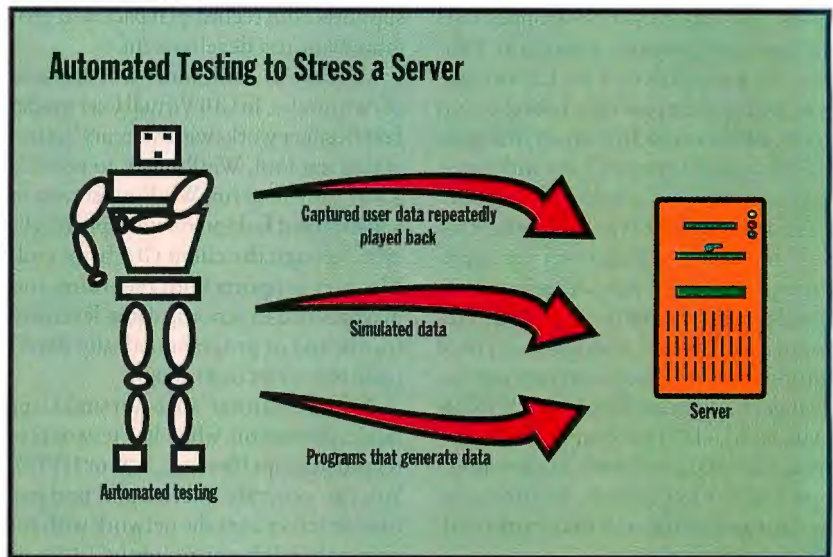 Automated Testing to Stress a Server
Captured user data repeatedly
played back
Simulated data
Programs that generate data
Automated testing
Server